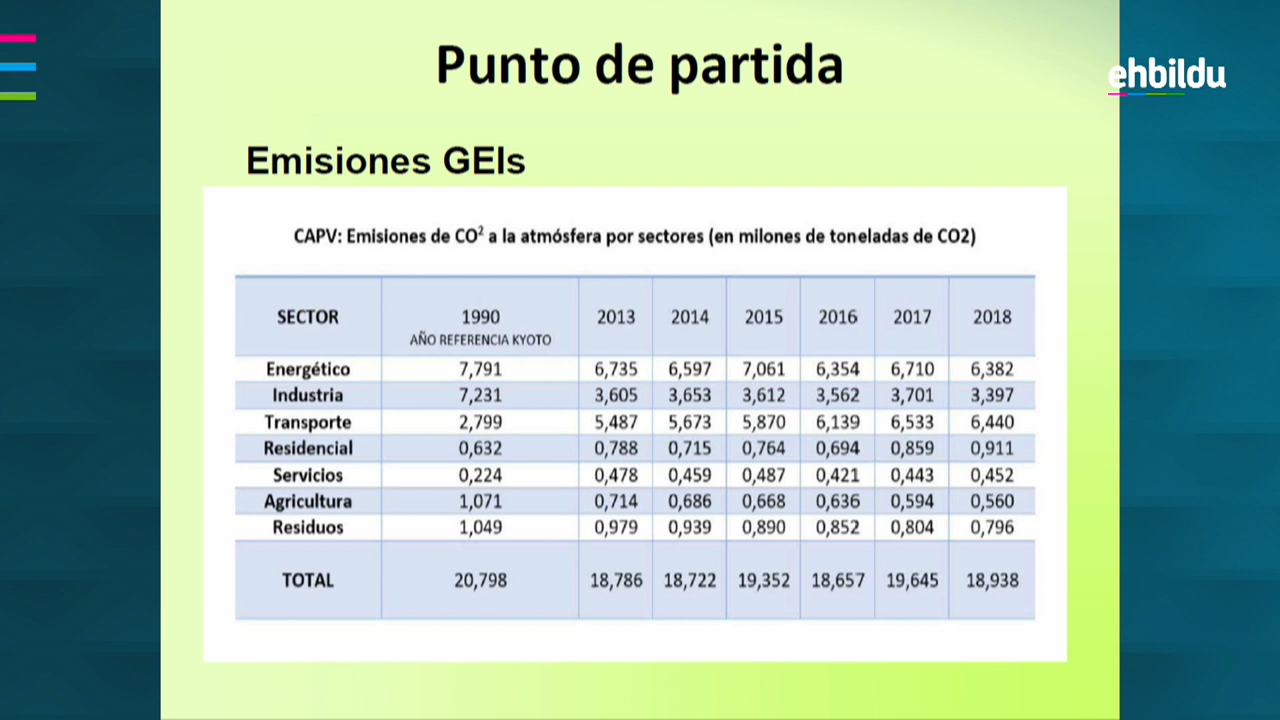 Punto de partida
ehbildu
Emisiones GEIs
CAPV: Emisiones de CO² a la atmósfera por sectores (en milones de toneladas de CO2)
SECTOR 1990 2013 2014 2015 2016 2017 2018
AÑO REFERENCIA KYOTO
Energético 7,791 6,735 6,597 7,061 6,354 6,710 6,382
Industria 7,231 3,605 3,653 3,612 3,562 3,701 3,397
Transporte 2,799 5,487 5,673 5,870 6,139 6,533 6,440
Residencial 0,632 0,788 0,715 0,764 0,694 0,859 0,911
Servicios 0,224 0,478 0,459 0,487 0,421 0,443 0,452
Agricultura 1,071 0,714 0,686 0,668 0,636 0,594 0,560
Residuos 1,049 0,979 0,939 0,890 0,852 0,804 0,796
TOTAL 20,798 18,786 18,722 19,352 18,657 19,645 18,938